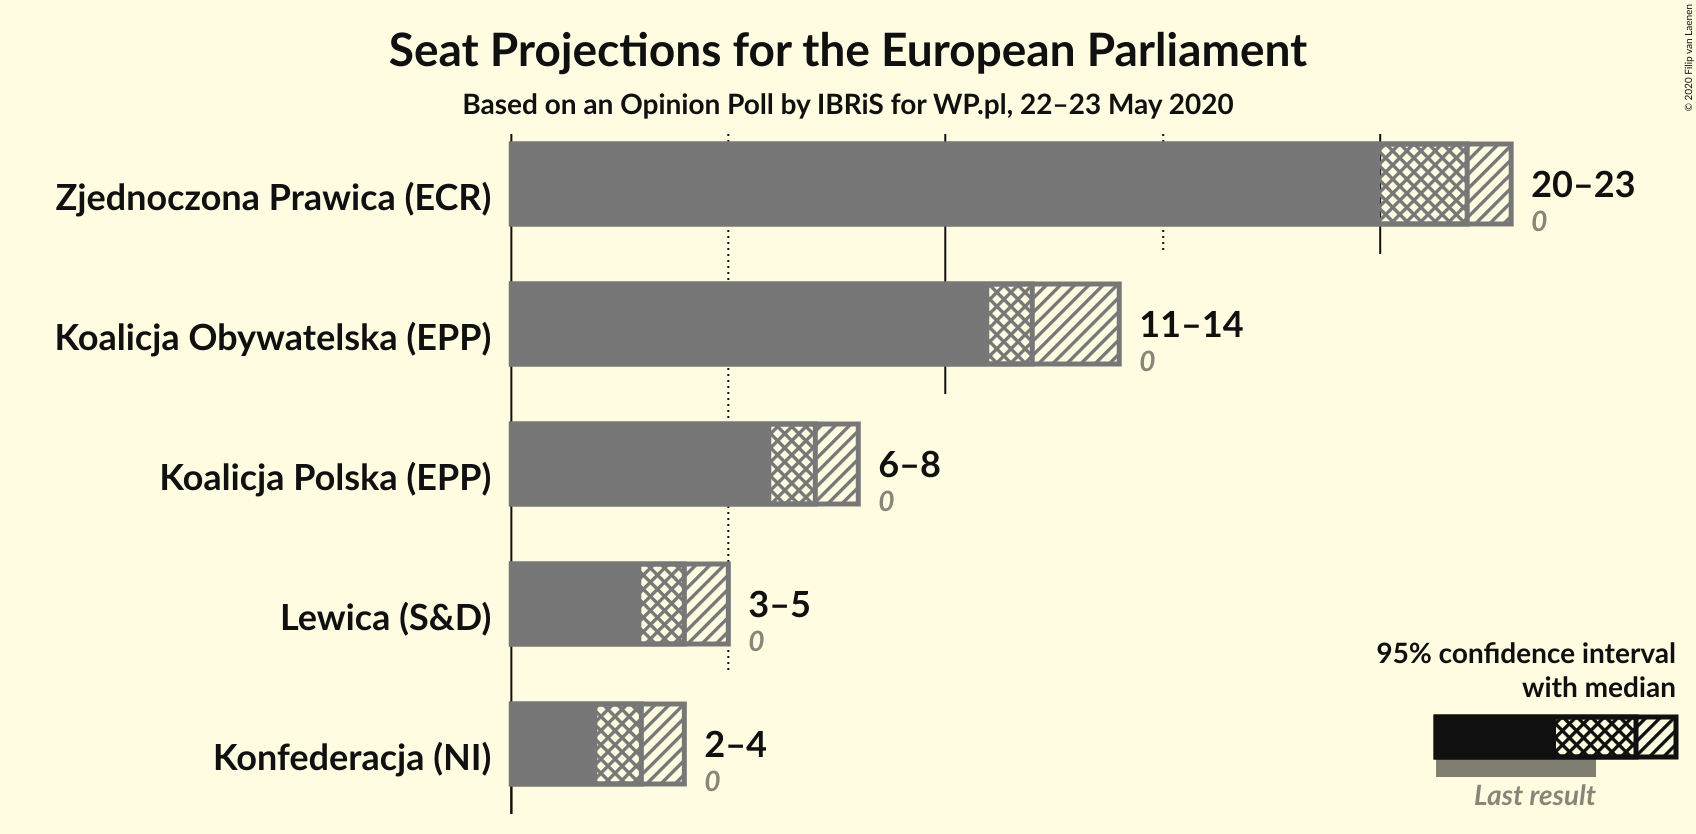 Seat Projections for the European Parliament
Based on an Opinion Poll by IBRiS for WP.pl, 22–23 May 2020
© 2020 Filip van Laenen
Zjednoczona Prawica (ECR)
20–23
0
Koalicja Obywatelska (EPP)
11–14
0
Koalicja Polska (EPP)
6–8
0
Lewica (S&D)
3–5
0
Konfederacja (NI)
2–4
0
95% confidence interval
with median
Last result